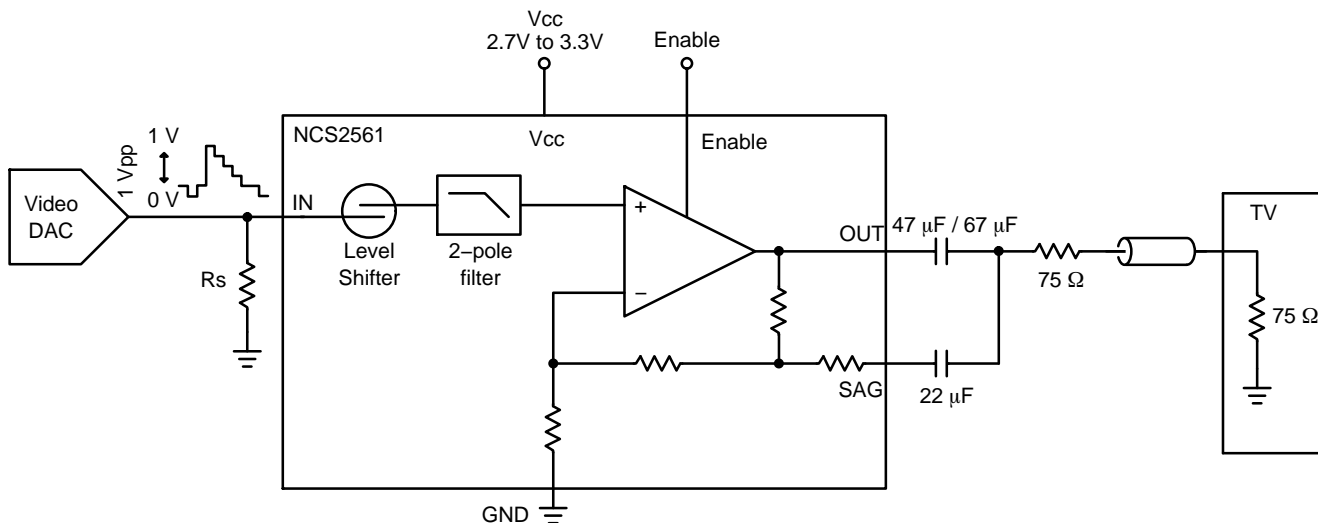 Vcc
2.7V to 3.3V
Enable
NCS2561
Vcc
Enable
1 Vpp
1 V
0 V
Video
DAC
IN
Level
Shifter
2−pole
filter
+
−
OUT
47 μF / 67 μF
75 Ω
TV
75 Ω
Rs
SAG
22 μF
GND